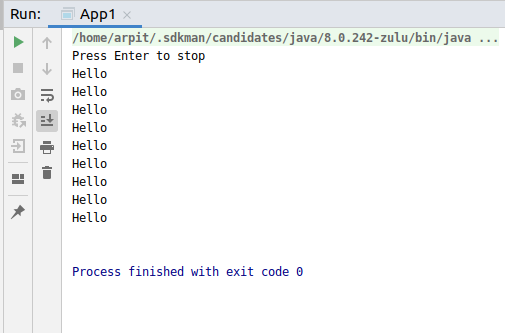 Run: App1
/home/arpit/.sdkman/candidates/java/8.0.242-zulu/bin/java ...
Press Enter to stop
Hello
Hello
Hello
Hello
Hello
Hello
Hello
Hello
Hello
Process finished with exit code 0